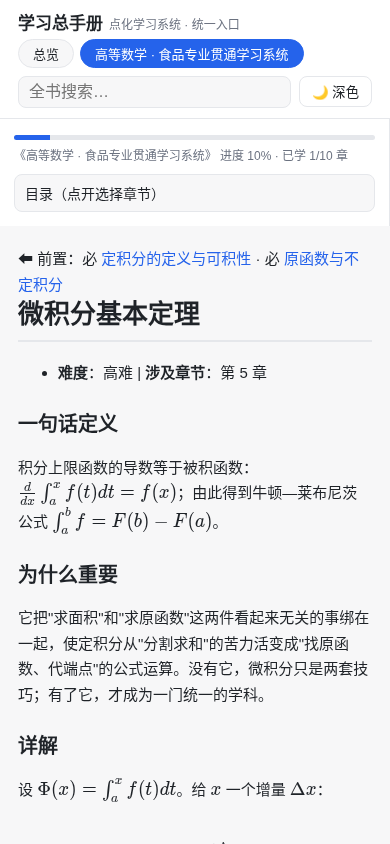 学习总手册 点化学习系统 · 统一入口
总览 高等数学 · 食品专业贯通学习系统
全书搜索… 🌙 深色
《高等数学 · 食品专业贯通学习系统》 进度 10% · 已学 1/10 章
目录（点开选择章节）
⬅ 前置：必 定积分的定义与可积性 · 必 原函数与不
定积分
微积分基本定理
• 难度：高难 | 涉及章节：第 5 章
一句话定义
积分上限函数的导数等于被积函数：
$\frac{d}{dx}\int_a^x f(t)dt = f(x)$；由此得到牛顿—莱布尼茨
公式 $\int_a^b f = F(b) - F(a)$。
为什么重要
它把"求面积"和"求原函数"这两件看起来无关的事绑在
一起，使定积分从"分割求和"的苦力活变成"找原函
数、代端点"的公式运算。没有它，微积分只是两套技
巧；有了它，才成为一门统一的学科。
详解
设 $\Phi(x) = \int_a^x f(t)dt$。给 $x$ 一个增量 $\Delta x$：